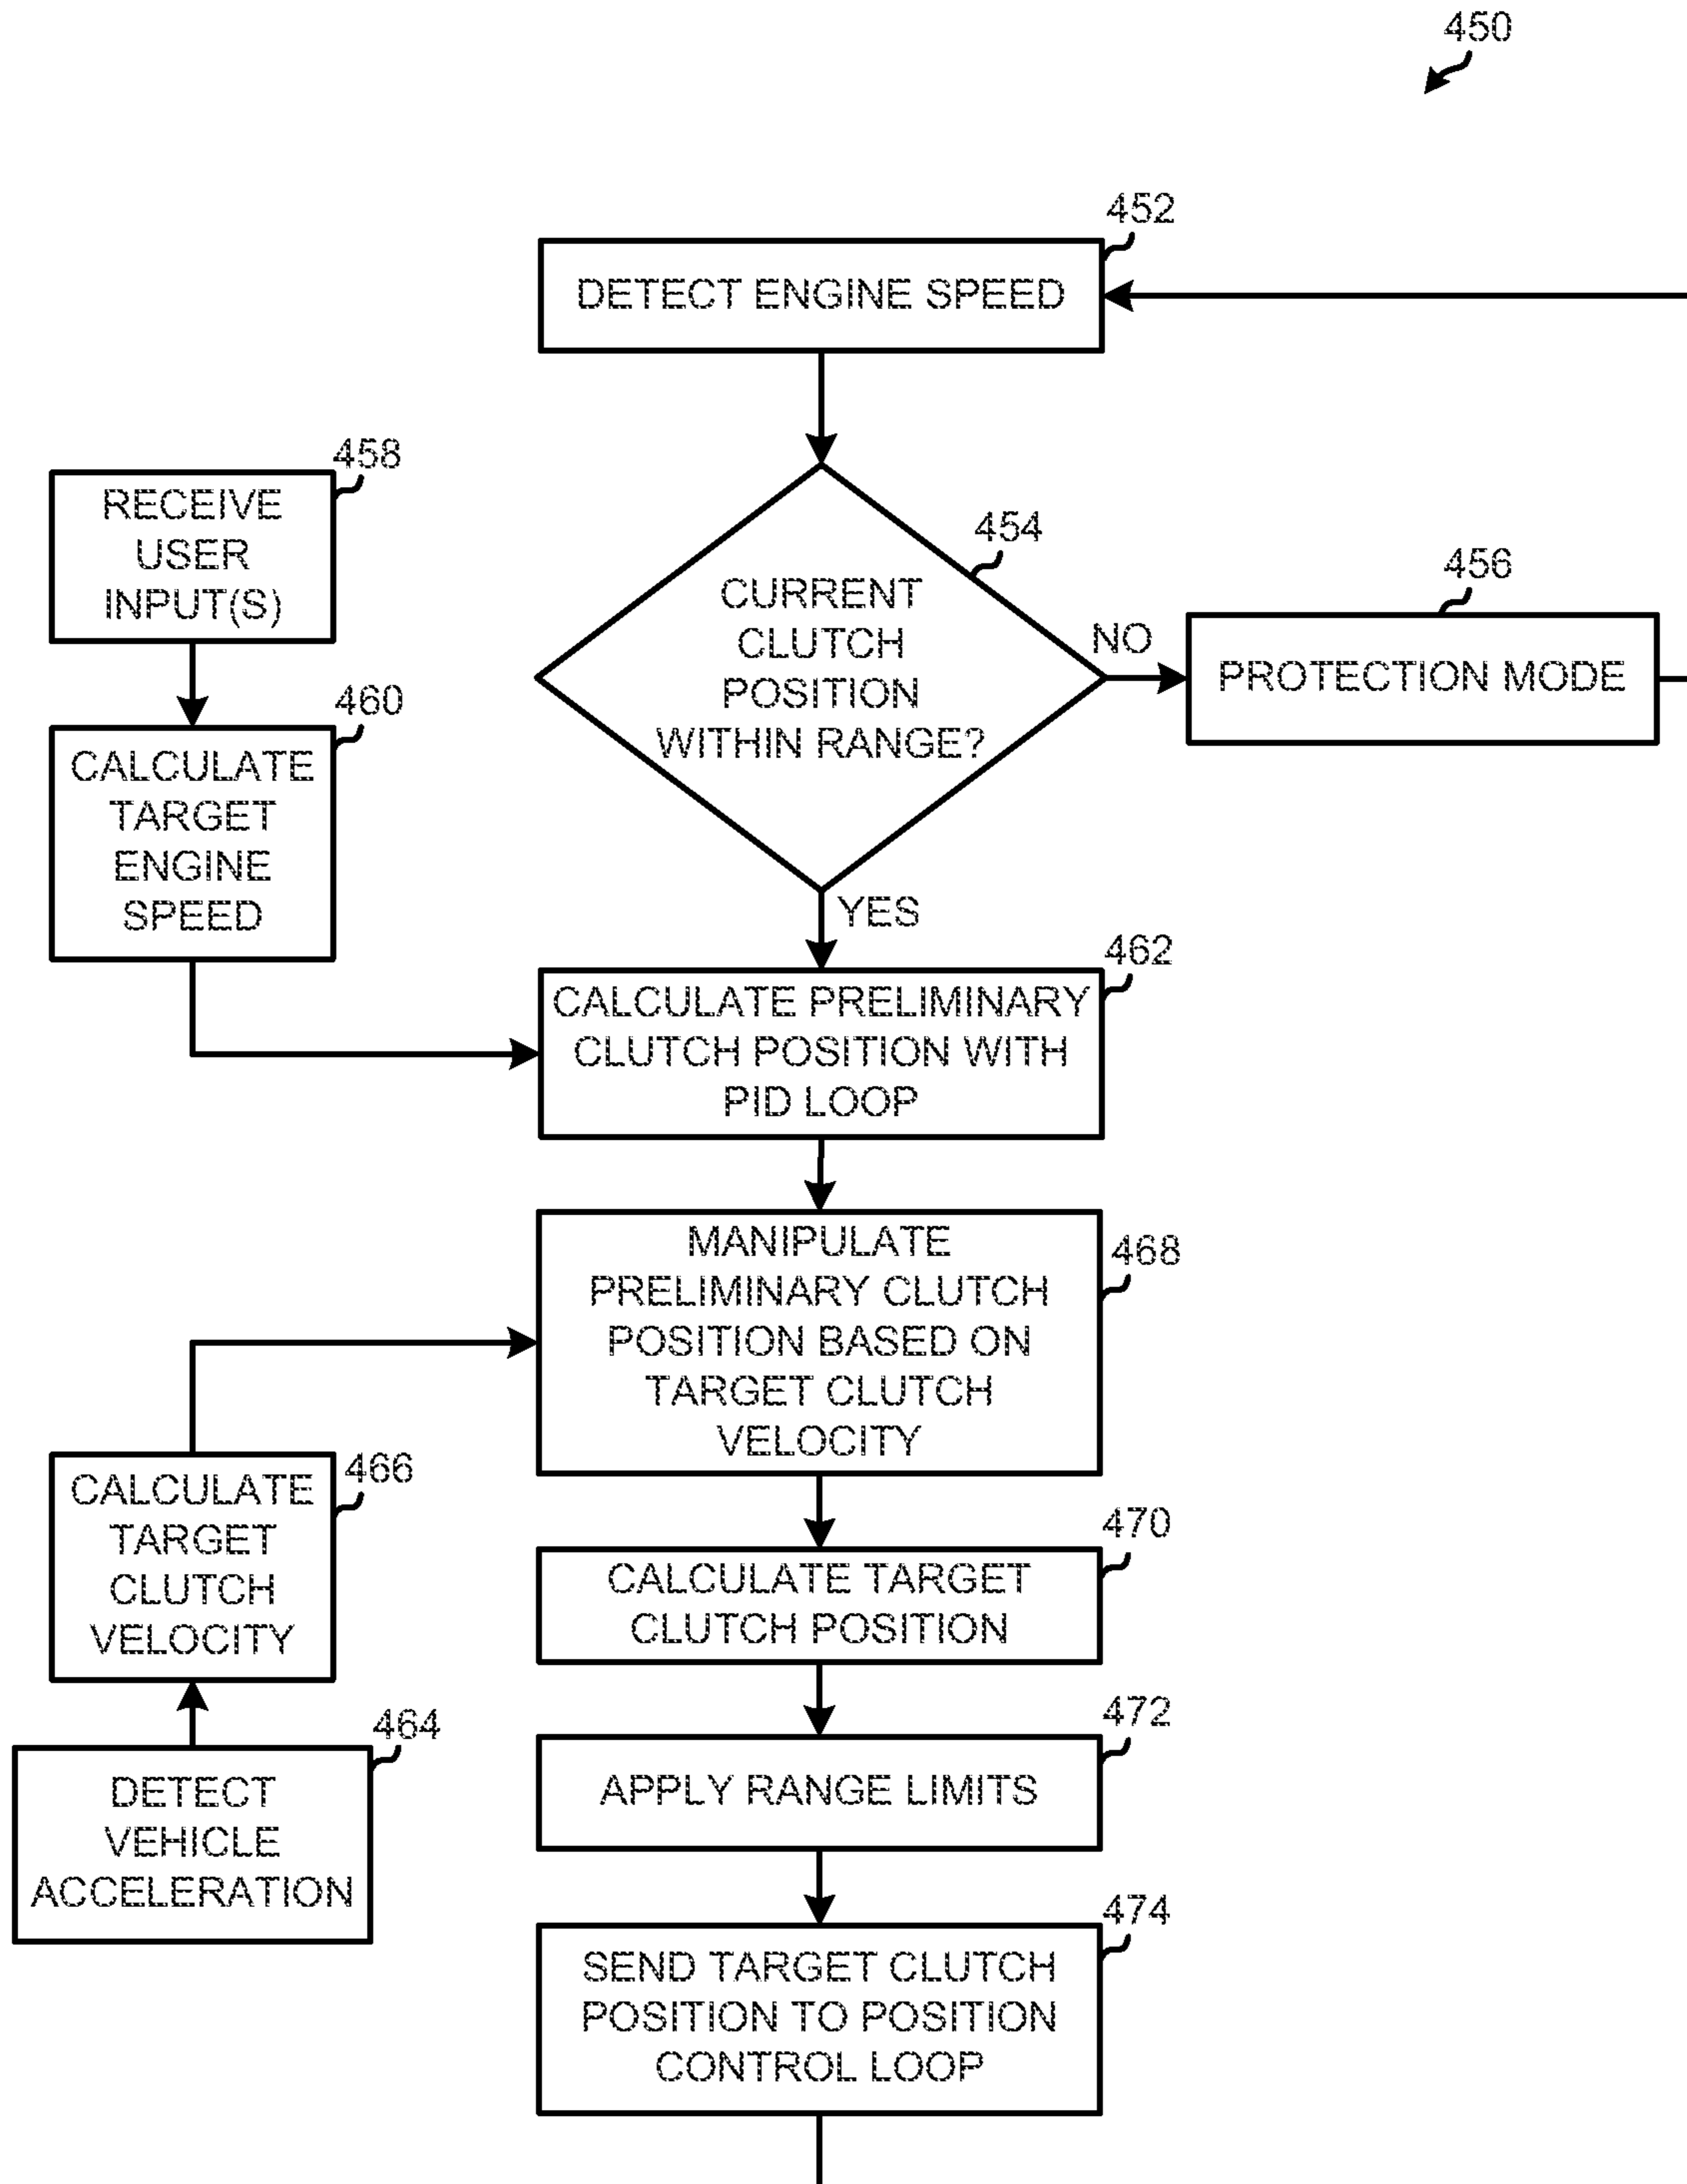 450
452
DETECT ENGINE SPEED
458
RECEIVE
USER
INPUT(S)
454
CURRENT
CLUTCH
POSITION
WITHIN RANGE?
NO
456
PROTECTION MODE
460
CALCULATE
TARGET
ENGINE
SPEED
YES
462
CALCULATE PRELIMINARY
CLUTCH POSITION WITH
PID LOOP
468
MANIPULATE
PRELIMINARY CLUTCH
POSITION BASED ON
TARGET CLUTCH
VELOCITY
466
CALCULATE
TARGET
CLUTCH
VELOCITY
470
CALCULATE TARGET
CLUTCH POSITION
464
DETECT
VEHICLE
ACCELERATION
472
APPLY RANGE LIMITS
474
SEND TARGET CLUTCH
POSITION TO POSITION
CONTROL LOOP